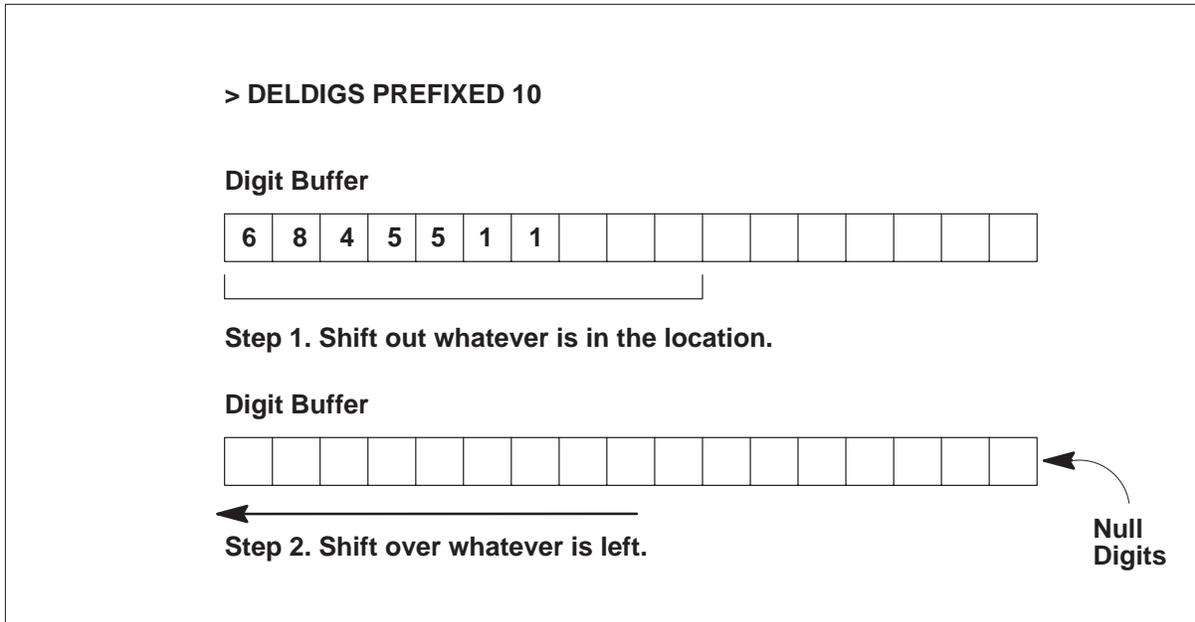 > DELDIGS PREFIXED 10
Digit Buffer
6 8 4 5 5 1 1
Step 1. Shift out whatever is in the location.
Digit Buffer
Step 2. Shift over whatever is left.
Null
Digits